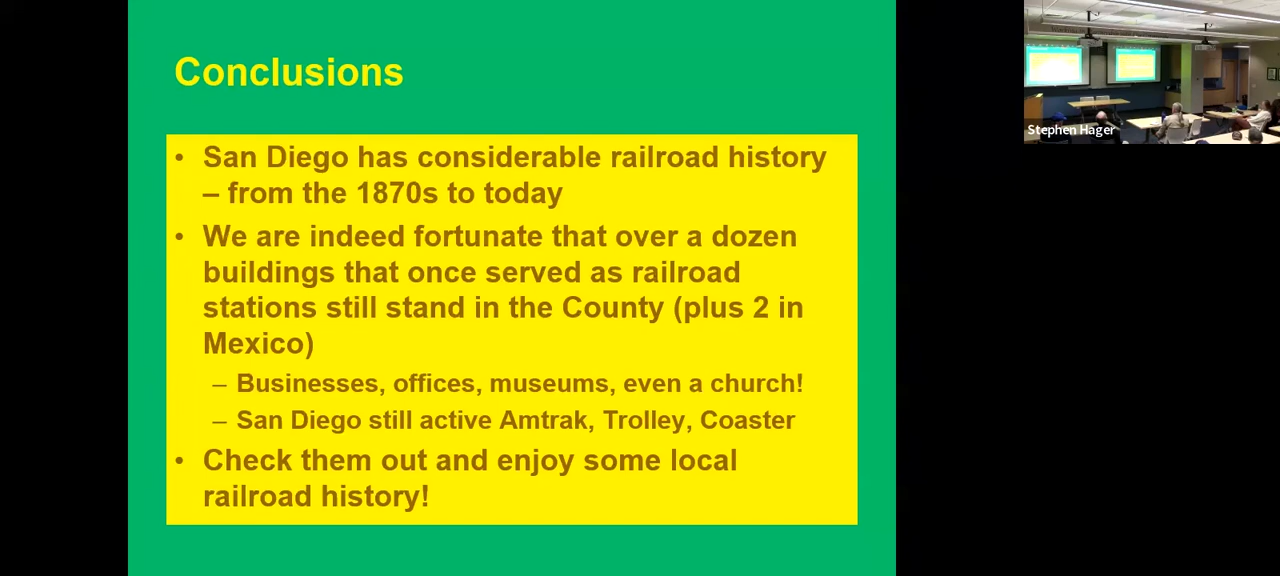 Conclusions
• San Diego has considerable railroad history
– from the 1870s to today
• We are indeed fortunate that over a dozen
buildings that once served as railroad
stations still stand in the County (plus 2 in
Mexico)
– Businesses, offices, museums, even a church!
– San Diego still active Amtrak, Trolley, Coaster
• Check them out and enjoy some local
railroad history!
Stephen Hager